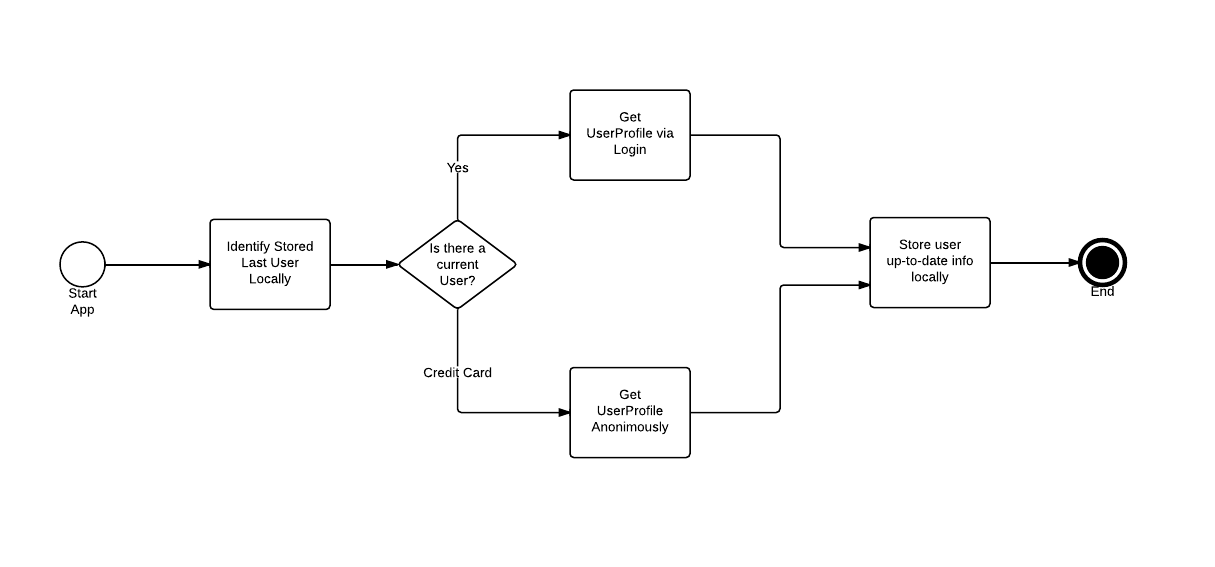 Start
App
Identify Stored
Last User
Locally
Is there a
current
User?
Yes
Get
UserProfile via
Login
Credit Card
Get
UserProfile
Anonimously
Store user
up-to-date info
locally
End